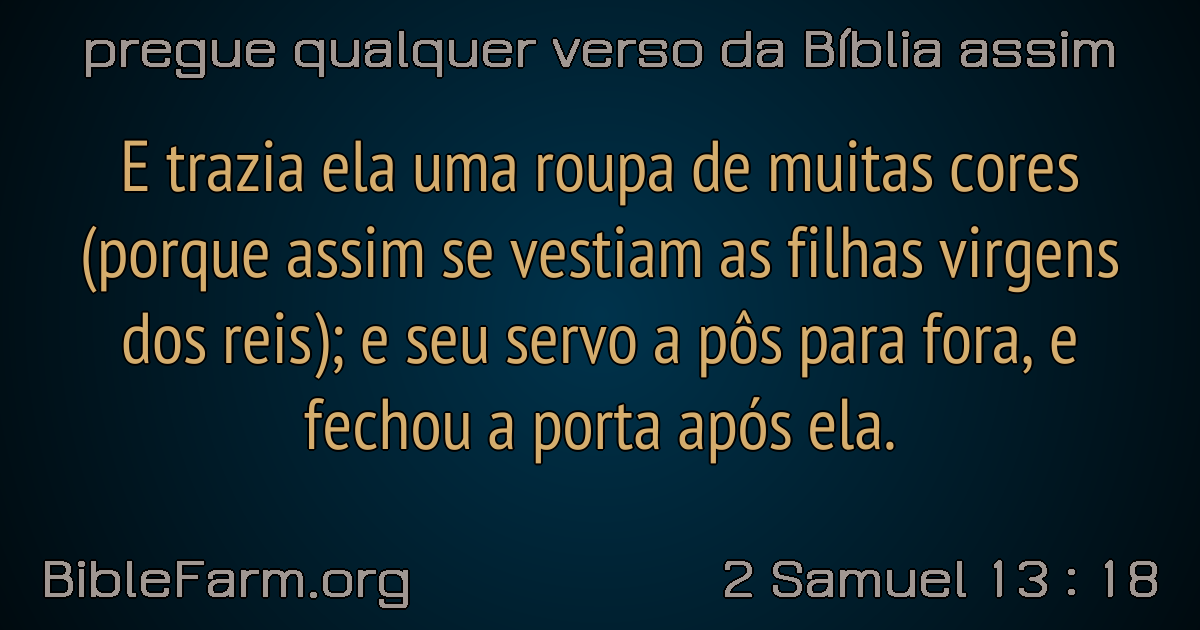 pregue qualquer verso da Bíblia assim
E trazia ela uma roupa de muitas cores
(porque assim se vestiam as filhas virgens
dos reis); e seu servo a pôs para fora, e
fechou a porta após ela.
BibleFarm.org
2 Samuel 13 : 18